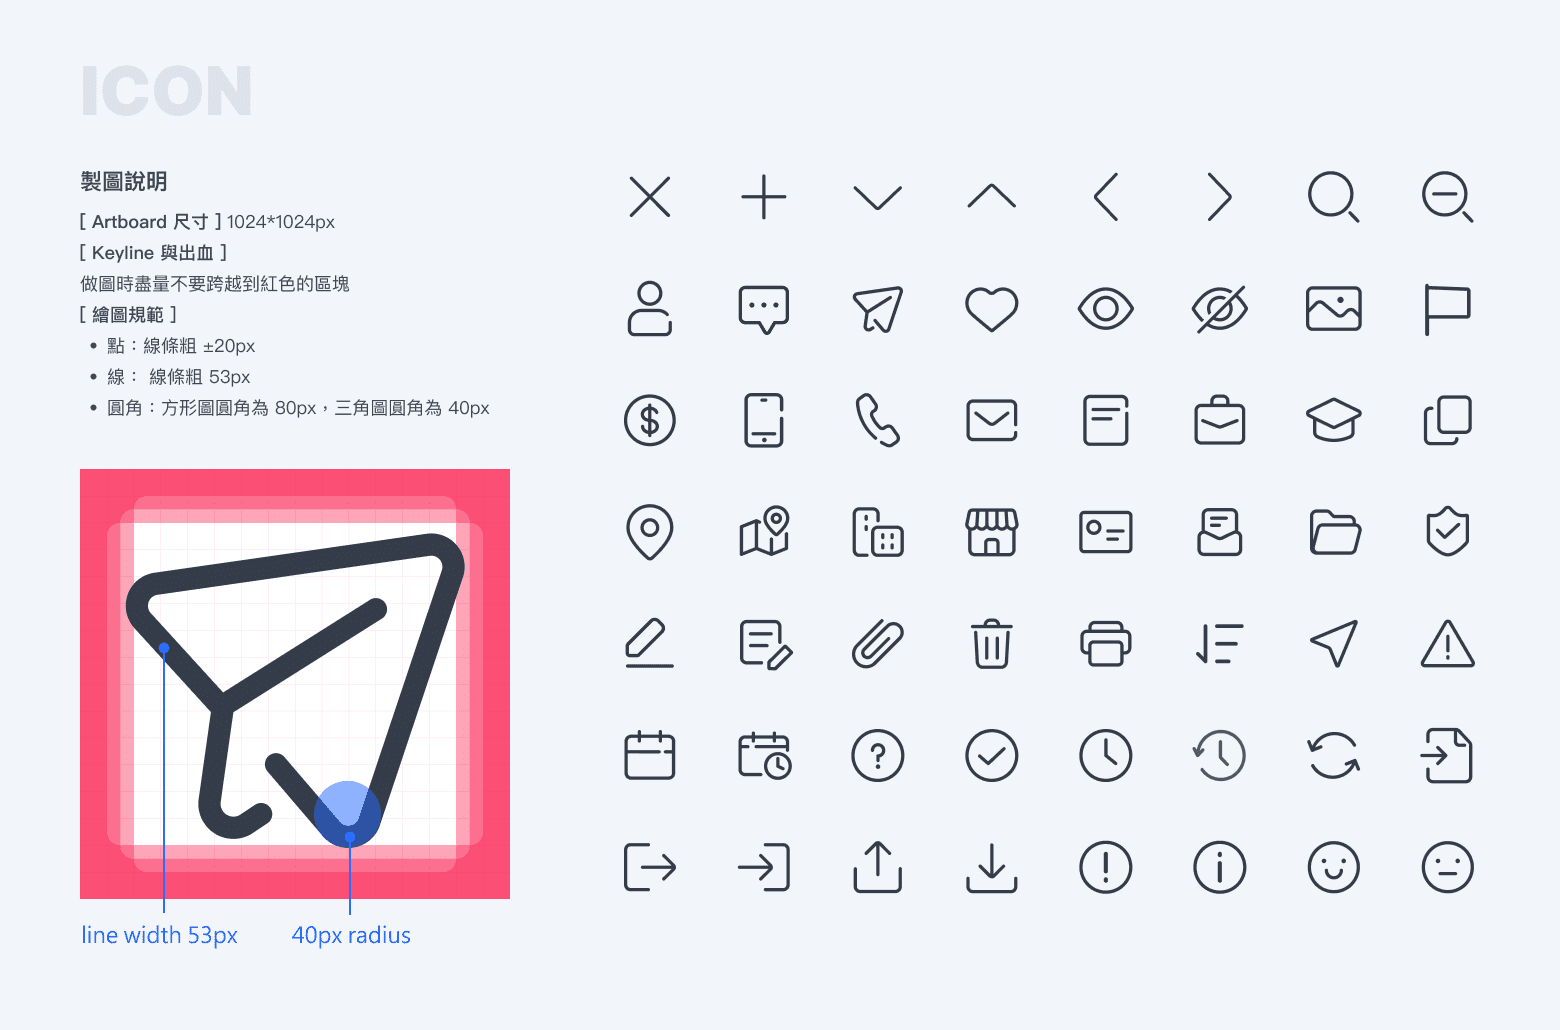 ICON
製圖說明
[ Artboard 尺寸 ] 1024*1024px
[ Keyline 與出血 ]
做圖時盡量不要跨越到紅色的區塊
[ 繪圖規範 ]
• 點：線條粗 ±20px
• 線： 線條粗 53px
• 圓角：方形圖圓角為 80px，三角圖圓角為 40px
line width 53px
40px radius